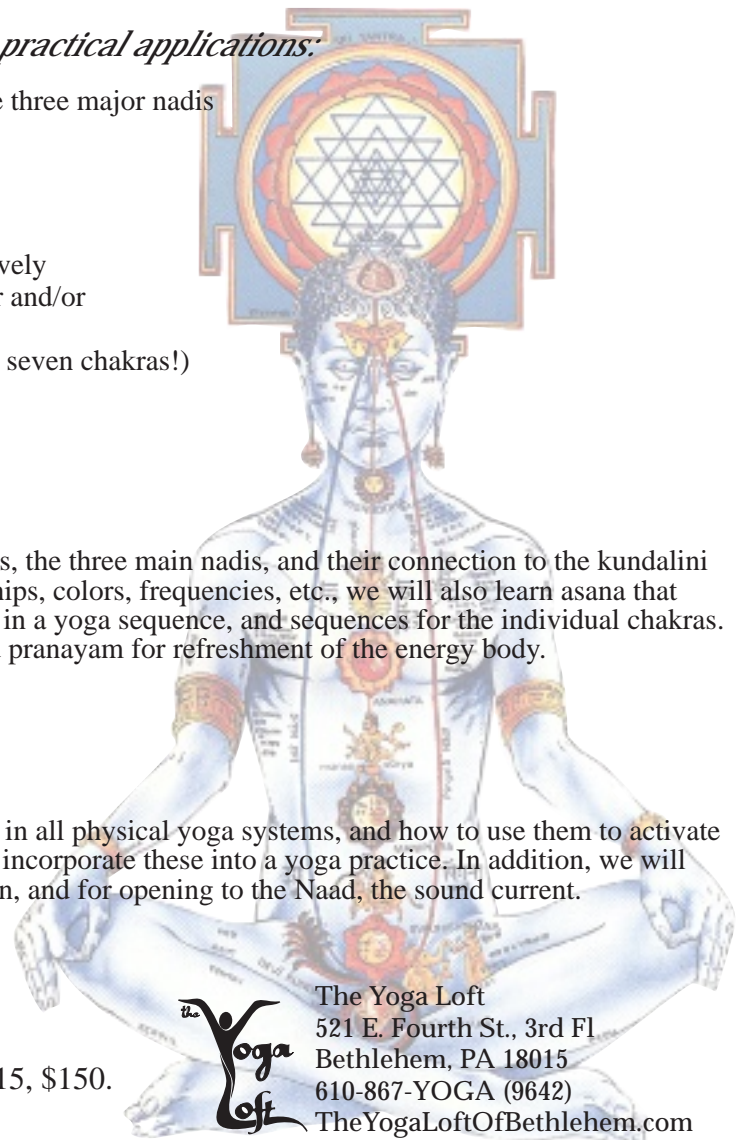 practical applications:
e three major nadis
vely
r and/or
seven chakras!)
s, the three main nadis, and their connection to the kundalini
hips, colors, frequencies, etc., we will also learn asana that
in a yoga sequence, and sequences for the individual chakras.
pranayam for refreshment of the energy body.
in all physical yoga systems, and how to use them to activate
incorporate these into a yoga practice. In addition, we will
n, and for opening to the Naad, the sound current.
the
Yoga
Loft
The Yoga Loft
521 E. Fourth St., 3rd Fl
Bethlehem, PA 18015
15, $150.
610-867-YOGA (9642)
TheYogaLoftOfBethlehem.com